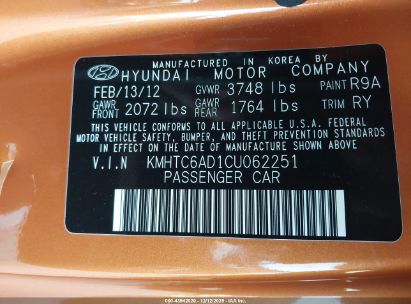 MANUFACTURED IN KOREA BY
HYUNDAI MOTOR COMPANY
FEB/13/12 GVWR 3748 lbs PAINT R9A
GAWR FRONT 2072 lbs GAWR REAR 1764 lbs TRIM RY
THIS VEHICLE CONFORMS TO ALL APPLICABLE U.S.A. FEDERAL
MOTOR VEHICLE SAFETY, BUMPER, AND THEFT PREVENTION
STANDARDS IN EFFECT ON THE DATE OF
MANUFACTURE SHOWN ABOVE.
V.I.N KMHTC6AD1CU062251
PASSENGER CAR